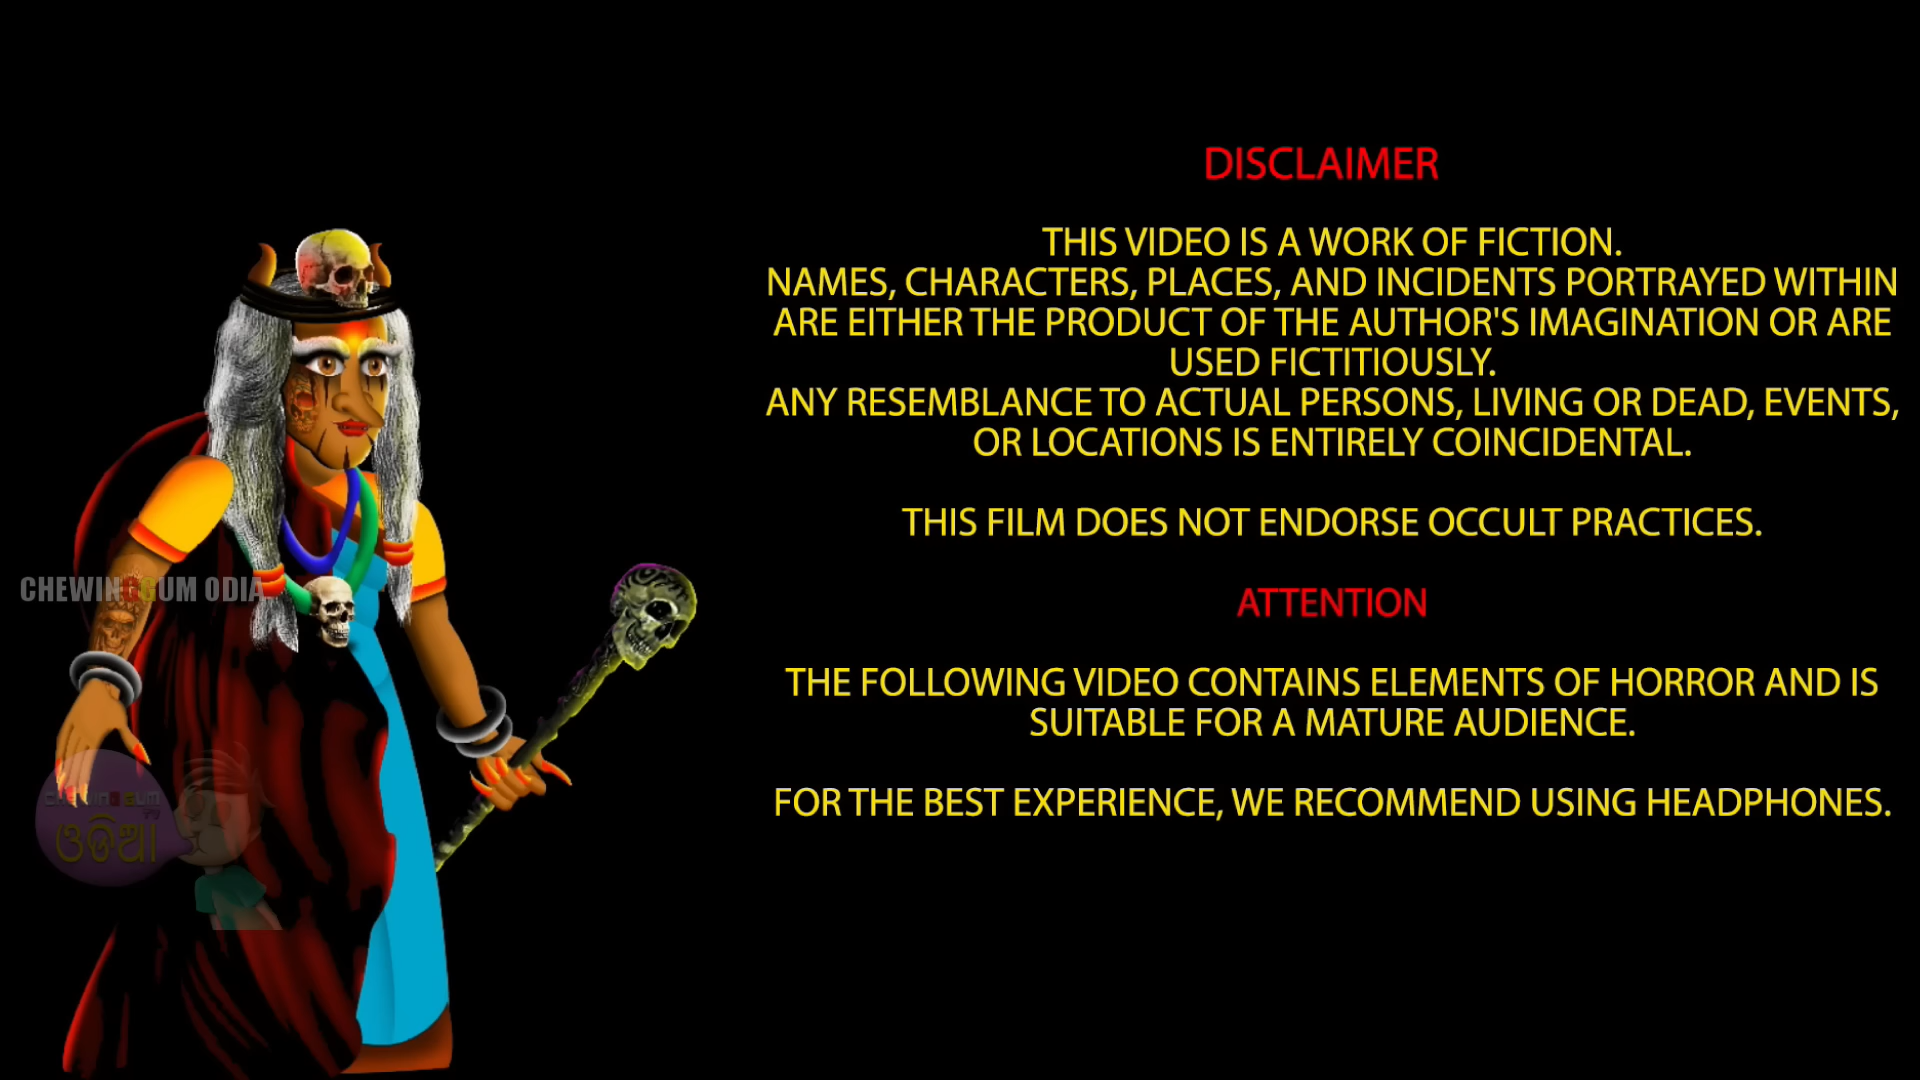 DISCLAIMER
THIS VIDEO IS A WORK OF FICTION.
NAMES, CHARACTERS, PLACES, AND INCIDENTS PORTRAYED WITHIN
ARE EITHER THE PRODUCT OF THE AUTHOR'S IMAGINATION OR ARE
USED FICTITIOUSLY.
ANY RESEMBLANCE TO ACTUAL PERSONS, LIVING OR DEAD, EVENTS,
OR LOCATIONS IS ENTIRELY COINCIDENTAL.
THIS FILM DOES NOT ENDORSE OCCULT PRACTICES.
ATTENTION
THE FOLLOWING VIDEO CONTAINS ELEMENTS OF HORROR AND IS
SUITABLE FOR A MATURE AUDIENCE.
FOR THE BEST EXPERIENCE, WE RECOMMEND USING HEADPHONES.
CHEWINGGUM ODIA
ଓଡିଆ